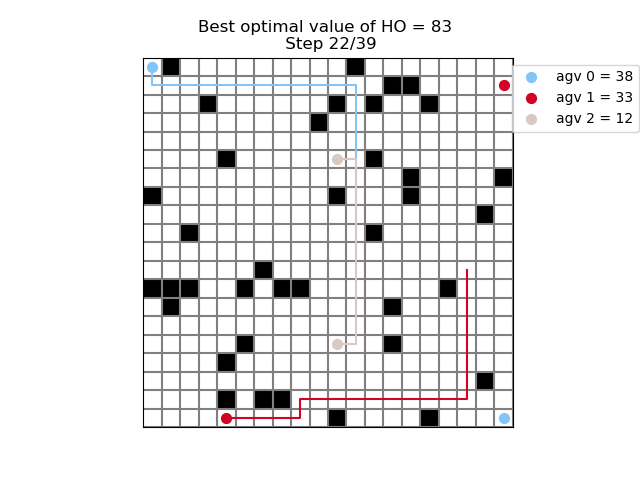 Best optimal value of HO = 83
Step 22/39
agv 0 = 38
agv 1 = 33
agv 2 = 12